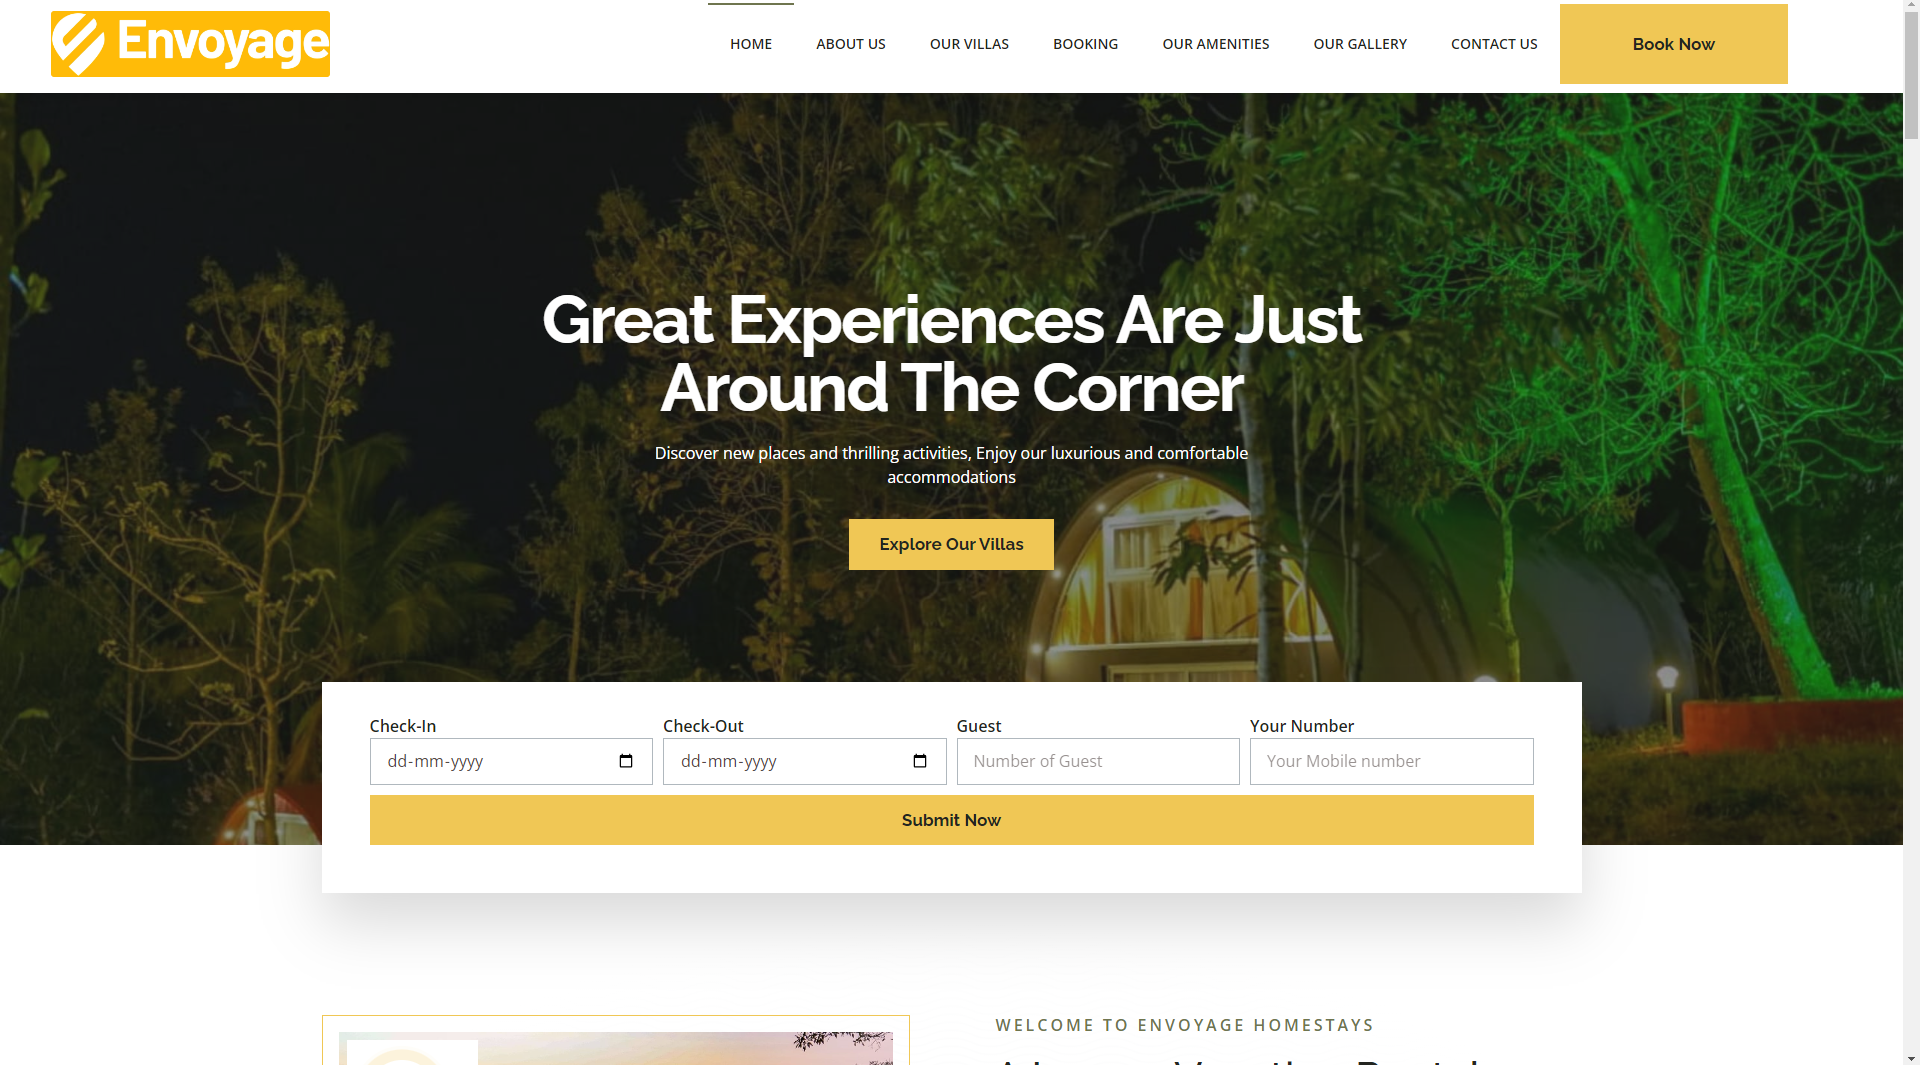 Envoyage
HOME
ABOUT US
OUR VILLAS
BOOKING
OUR AMENITIES
OUR GALLERY
CONTACT US
Book Now
Great Experiences Are Just
Around The Corner
Discover new places and thrilling activities, Enjoy our luxurious and comfortable
accommodations
Explore Our Villas
Check-In
Check-Out
Guest
Your Number
dd-mm-yyyy
dd-mm-yyyy
Number of Guest
Your Mobile number
Submit Now
WELCOME TO ENVOYAGE HOMESTAYS